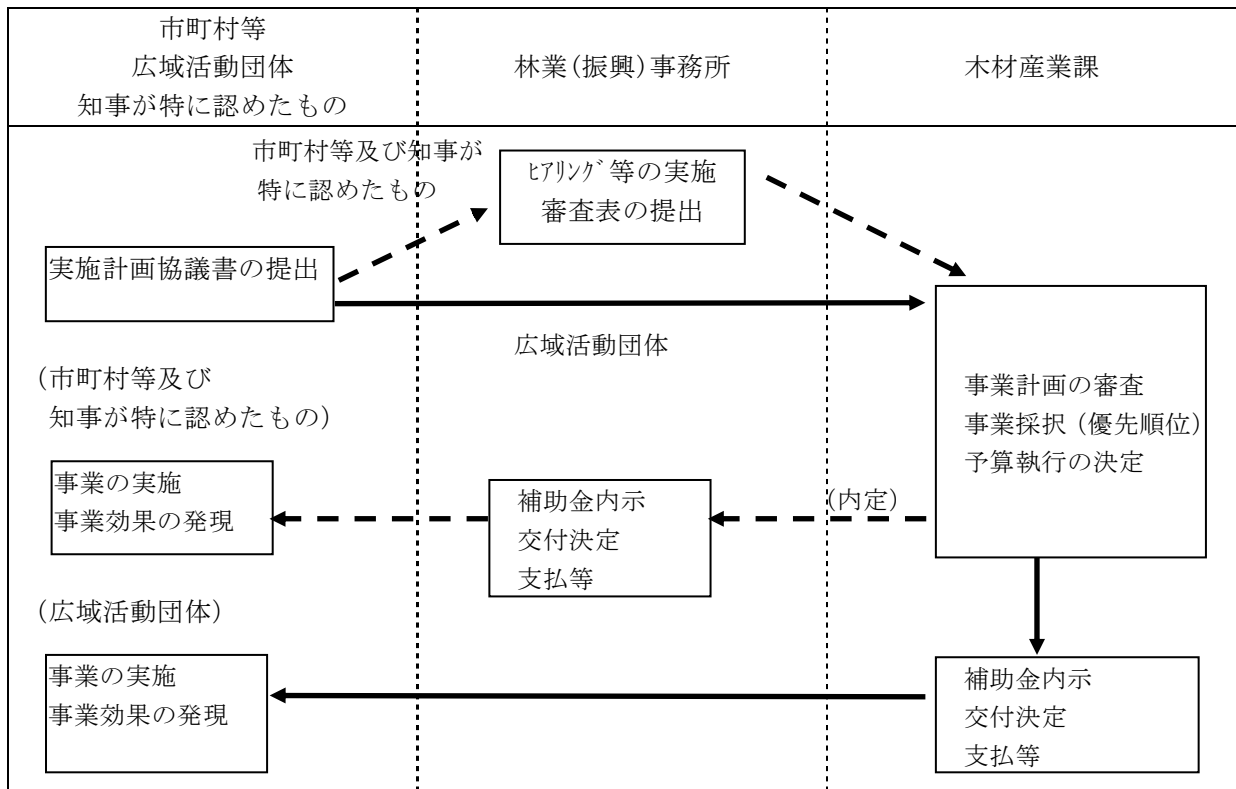 市町村等
広域活動団体
知事が特に認めたもの
林業(振興)事務所
木材産業課
市町村等及び知事が
特に認めたもの
ﾋｱﾘﾝｸﾞ等の実施
審査表の提出
実施計画協議書の提出
広域活動団体
(市町村等及び
知事が特に認めたもの)
事業計画の審査
事業採択(優先順位)
予算執行の決定
事業の実施
事業効果の発現
補助金内示
交付決定
支払等
(内定)
(広域活動団体)
事業の実施
事業効果の発現
補助金内示
交付決定
支払等